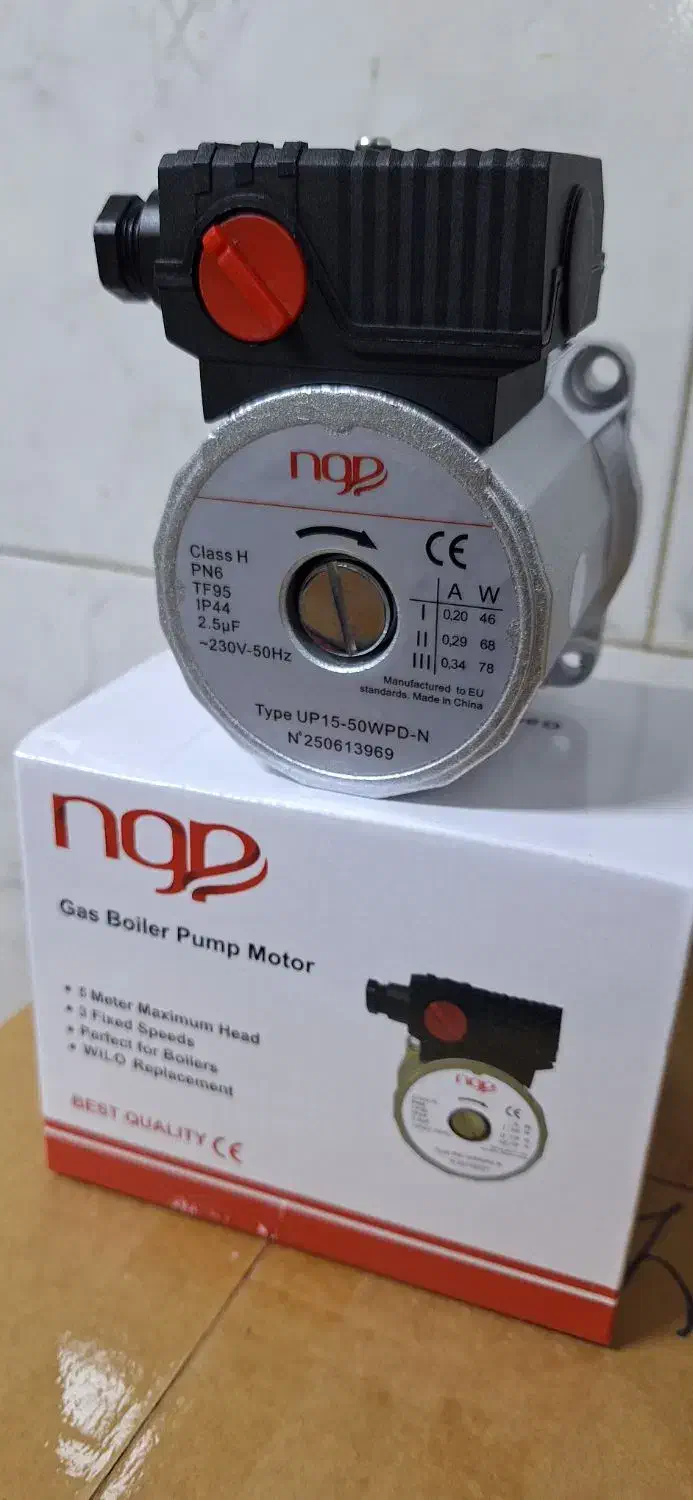 ngp
CE
Class H
PN6
TF95
IP44
2.5µF
~230V-50Hz
A W
I 0,20 46
II 0,29 68
III 0,34 78
Manufactured to EU
standards. Made in China
Type UP15-50WPD-N
N°250613969
ngp
Gas Boiler Pump Motor
• 5 Meter Maximum Head
• 3 Fixed Speeds
• Perfect for Boilers
• WILO Replacement
BEST QUALITY CE
ngp
CE